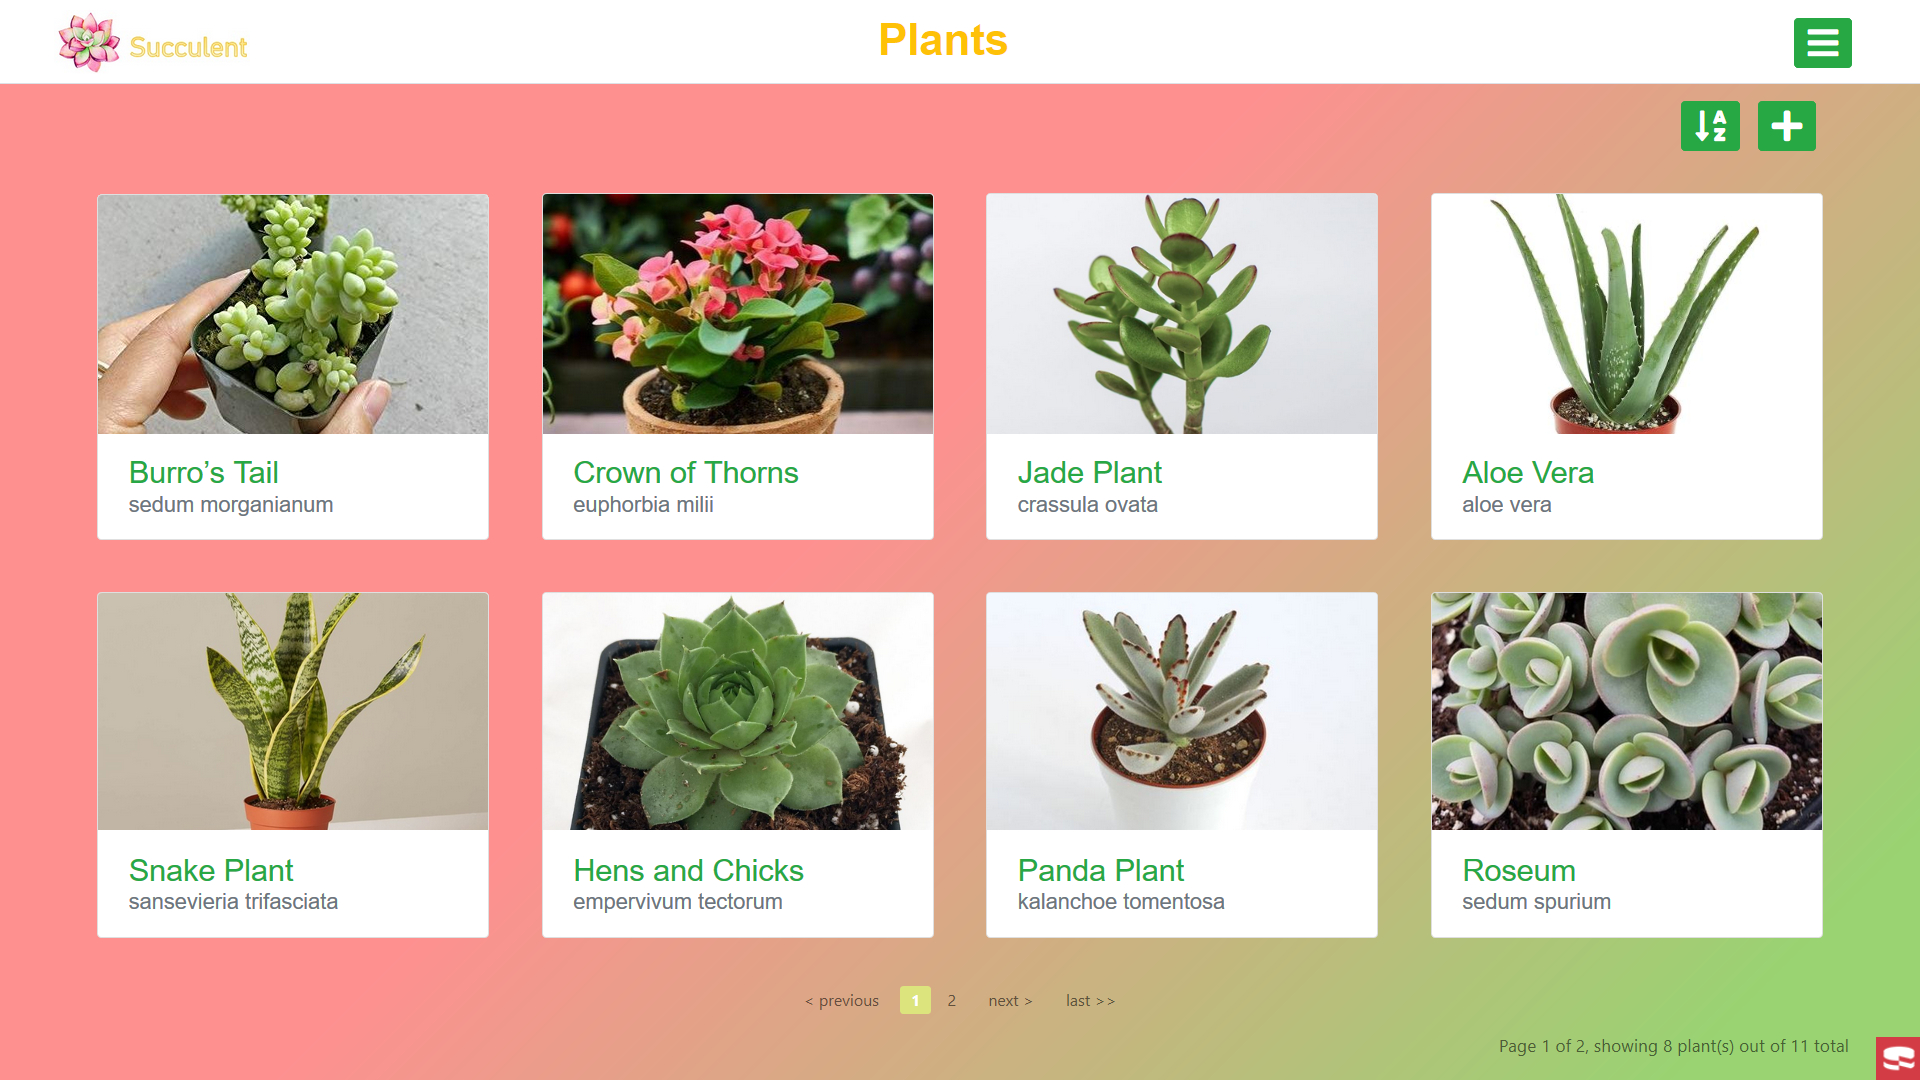 Succulent
Plants
A
Z
Burro’s Tail
sedum morganianum
Crown of Thorns
euphorbia milii
Jade Plant
crassula ovata
Aloe Vera
aloe vera
Snake Plant
sansevieria trifasciata
Hens and Chicks
empervivum tectorum
Panda Plant
kalanchoe tomentosa
Roseum
sedum spurium
< previous 1 2 next > last >>
Page 1 of 2, showing 8 plant(s) out of 11 total